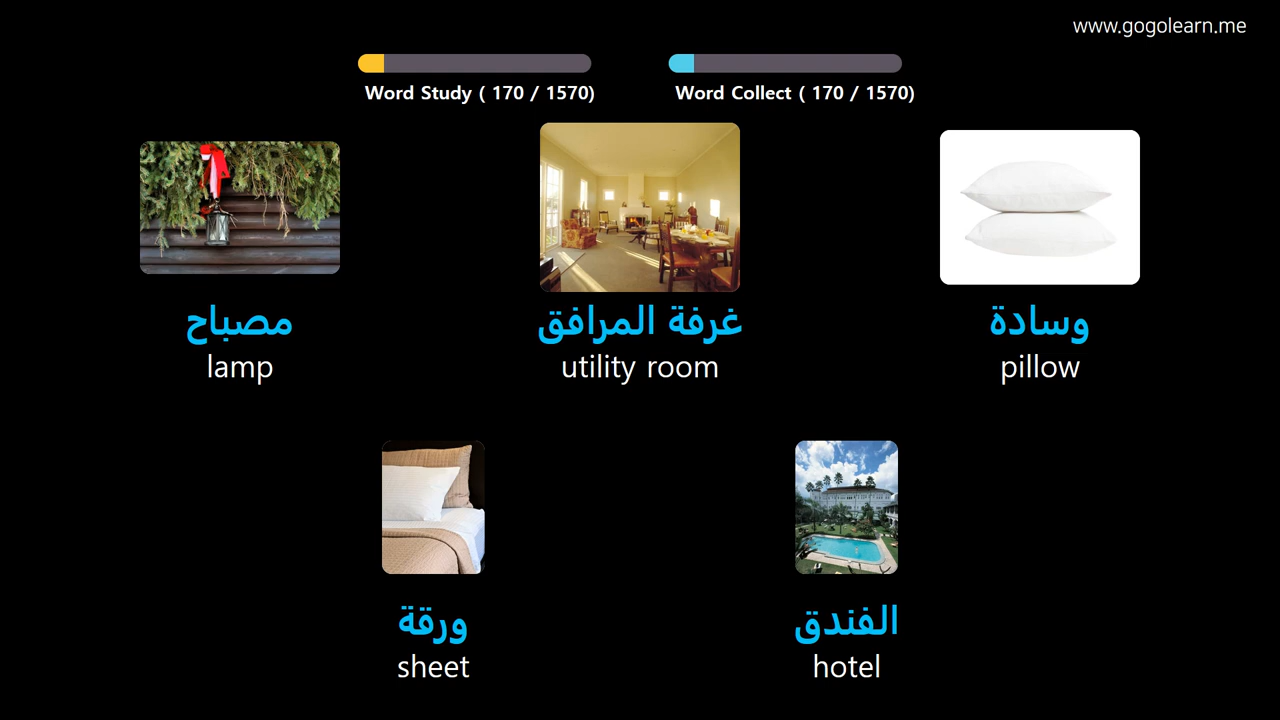 www.gogolearn.me
Word Study ( 170 / 1570)
Word Collect ( 170 / 1570)
مصباح
lamp
غرفة المرافق
utility room
وسادة
pillow
ورقة
sheet
الفندق
hotel